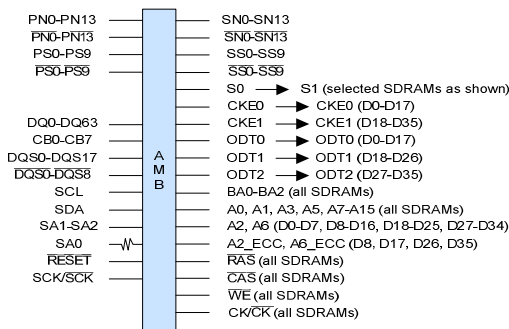 PN0-PN13
PN0-PN13
PS0-PS9
PS0-PS9
DQ0-DQ63
CB0-CB7
DQS0-DQS17
DQS0-DQS8
SCL
SDA
SA1-SA2
SA0
RESET
SCK/SCK
A
M
B
SN0-SN13
SN0-SN13
SS0-SS9
SS0-SS9
S0 S1 (selected SDRAMs as shown)
CKE0 CKE0 (D0-D17)
CKE1 CKE1 (D18-D35)
ODT0 ODT0 (D0-D17)
ODT1 ODT1 (D18-D26)
ODT2 ODT2 (D27-D35)
BA0-BA2 (all SDRAMs)
A0, A1, A3, A5, A7-A15 (all SDRAMs)
A2, A6 (D0-D7, D8-D16, D18-D25, D27-D34)
A2_ECC, A6_ECC (D8, D17, D26, D35)
RAS (all SDRAMs)
CAS (all SDRAMs)
WE (all SDRAMs)
CK/CK (all SDRAMs)